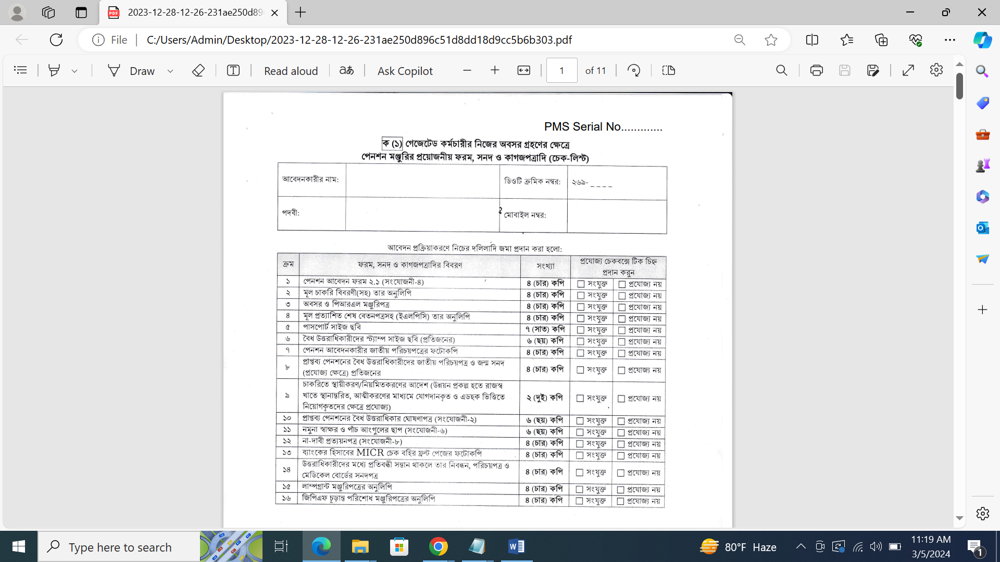 2023-12-28-12-26-231ae250d89
File
C:/Users/Admin/Desktop/2023-12-28-12-26-231ae250d896c51d8dd18d9cc5b6b303.pdf
Draw
aあ
Read aloud
Ask Copilot
1 of 11
PMS Serial No.............
ক (১) গেজেটেড কর্মচারীর নিজের অবসর গ্রহণের ক্ষেত্রে
পেনশন মঞ্জুরির প্রয়োজনীয় ফরম, সনদ ও কাগজপত্রাদি (চেক-লিস্ট)
আবেদনকারীর নাম: ডিওটি ক্রমিক নম্বর: ২৬৯- _ _ _ _
পদবী: মোবাইল নম্বর:
আবেদন প্রক্রিয়াকরণে নিচের দলিলাদি জমা প্রদান করা হলো:
ক্রম ফরম, সনদ ও কাগজপত্রাদির বিবরণ সংখ্যা প্রযোজ্য চেকবক্সে টিক চিহ্ন
প্রদান করুন
১ পেনশন আবেদন ফরম ২.১ (সংযোজনী-৪) ৪ (চার) কপি সংযুক্ত প্রযোজ্য নয়
২ মূল চাকরি বিবরণী(সহ) তার অনুলিপি ৪ (চার) কপি সংযুক্ত প্রযোজ্য নয়
৩ অবসর ও পিআরএল মঞ্জুরিপত্র ৪ (চার) কপি সংযুক্ত প্রযোজ্য নয়
৪ মূল প্রত্যাশিত শেষ বেতনপত্রসহ (ইএলপিসি) তার অনুলিপি ৪ (চার) কপি সংযুক্ত প্রযোজ্য নয়
৫ পাসপোর্ট সাইজ ছবি ৭ (সাত) কপি সংযুক্ত প্রযোজ্য নয়
৬ বৈধ উত্তরাধিকারীদের স্ট্যাম্প সাইজ ছবি (প্রতিজনের) ৬ (ছয়) কপি সংযুক্ত প্রযোজ্য নয়
৭ পেনশন আবেদনকারীর জাতীয় পরিচয়পত্রের ফটোকপি ৪ (চার) কপি সংযুক্ত প্রযোজ্য নয়
৮ প্রাপ্তব্য পেনশনের বৈধ উত্তরাধিকারীদের জাতীয় পরিচয়পত্র ও জন্ম সনদ
(প্রযোজ্য ক্ষেত্রে) প্রতিজনের ৪ (চার) কপি সংযুক্ত প্রযোজ্য নয়
৯ চাকরিতে স্থায়ীকরণ/নিয়মিতকরণের আদেশ (উন্নয়ন প্রকল্প হতে রাজস্ব
খাতে স্থানান্তরিত, আত্মীকরণের মাধ্যমে যোগদানকৃত ও এডহক ভিত্তিতে ২ (দুই) কপি সংযুক্ত প্রযোজ্য নয়
নিয়োগকৃতদের ক্ষেত্রে প্রযোজ্য)
১০ প্রাপ্তব্য পেনশনের বৈধ উত্তরাধিকার ঘোষণাপত্র (সংযোজনী-২) ৬ (ছয়) কপি সংযুক্ত প্রযোজ্য নয়
১১ নমুনা স্বাক্ষর ও পাঁচ আংগুলের ছাপ (সংযোজনী-৬) ৬ (ছয়) কপি সংযুক্ত প্রযোজ্য নয়
১২ না-দাবী প্রত্যয়নপত্র (সংযোজনী-৮) ৪ (চার) কপি সংযুক্ত প্রযোজ্য নয়
১৩ ব্যাংকের হিসাবের MICR চেক বহির ফ্রন্ট পেজের ফটোকপি ৪ (চার) কপি সংযুক্ত প্রযোজ্য নয়
১৪ উত্তরাধিকারীদের মধ্যে প্রতিবন্ধী সন্তান থাকলে তার নিবন্ধন, পরিচয়পত্র ও
মেডিকেল বোর্ডের সনদপত্র ৪ (চার) কপি সংযুক্ত প্রযোজ্য নয়
১৫ লাম্পগ্রান্ট মঞ্জুরিপত্রের অনুলিপি ৪ (চার) কপি সংযুক্ত প্রযোজ্য নয়
১৬ জিপিএফ চূড়ান্ত পরিশোধ মঞ্জুরিপত্রের অনুলিপি ৪ (চার) কপি সংযুক্ত প্রযোজ্য নয়
Type here to search
80°F Haze
11:19 AM
3/5/2024
1